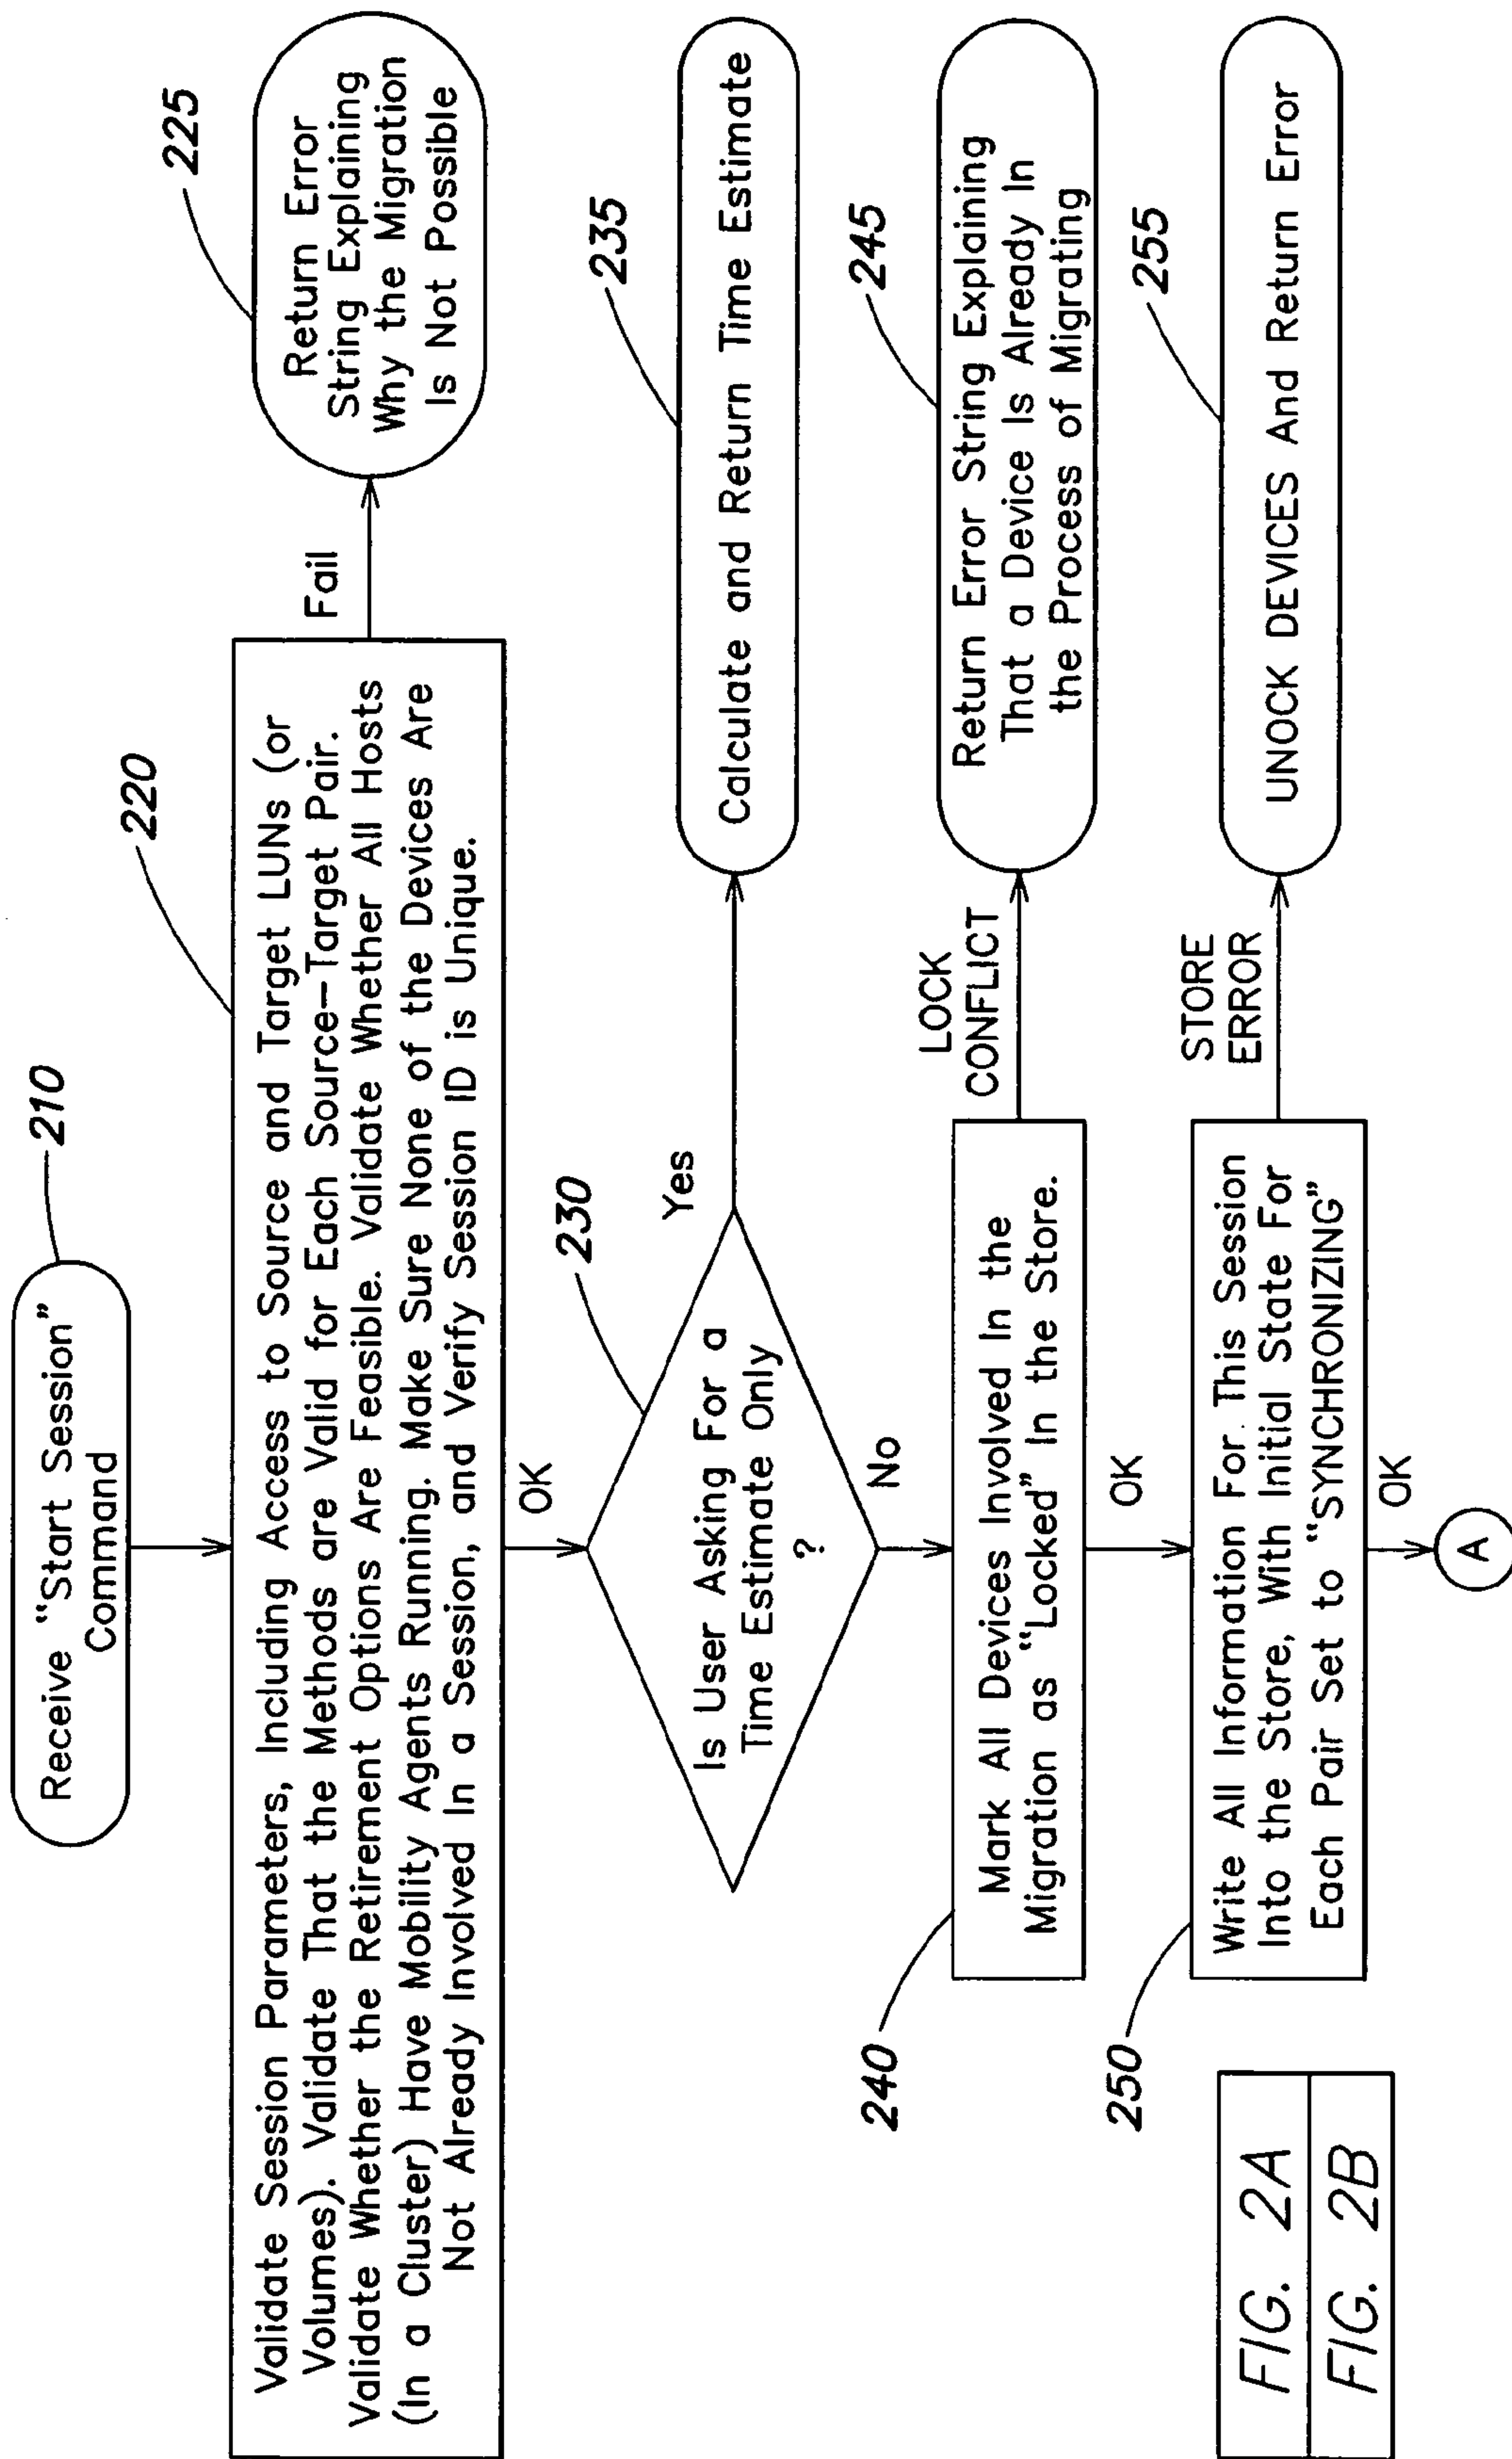 210
Receive "Start Session"
Command
220
Validate Session Parameters, Including Access to Source and Target LUNs (or
Volumes). Validate That the Methods are Valid for Each Source-Target Pair.
Validate Whether the Retirement Options Are Feasible. Validate Whether All Hosts
(In a Cluster) Have Mobility Agents Running. Make Sure None of the Devices Are
Not Already Involved In a Session, and Verify Session ID is Unique.
Fail
225
Return Error
String Explaining
Why the Migration
Is Not Possible
OK
230
Is User Asking For a
Time Estimate Only
?
Yes
235
Calculate and Return Time Estimate
No
240
Mark All Devices Involved In the
Migration as "Locked" In the Store.
LOCK
CONFLICT
245
Return Error String Explaining
That a Device Is Already In
the Process of Migrating
OK
250
Write All Information For. This Session
Into the Store, With Initial State For
Each Pair Set to "SYNCHRONIZING"
STORE
ERROR
255
UNOCK DEVICES And Return Error
OK
A
FIG. 2A
FIG. 2B